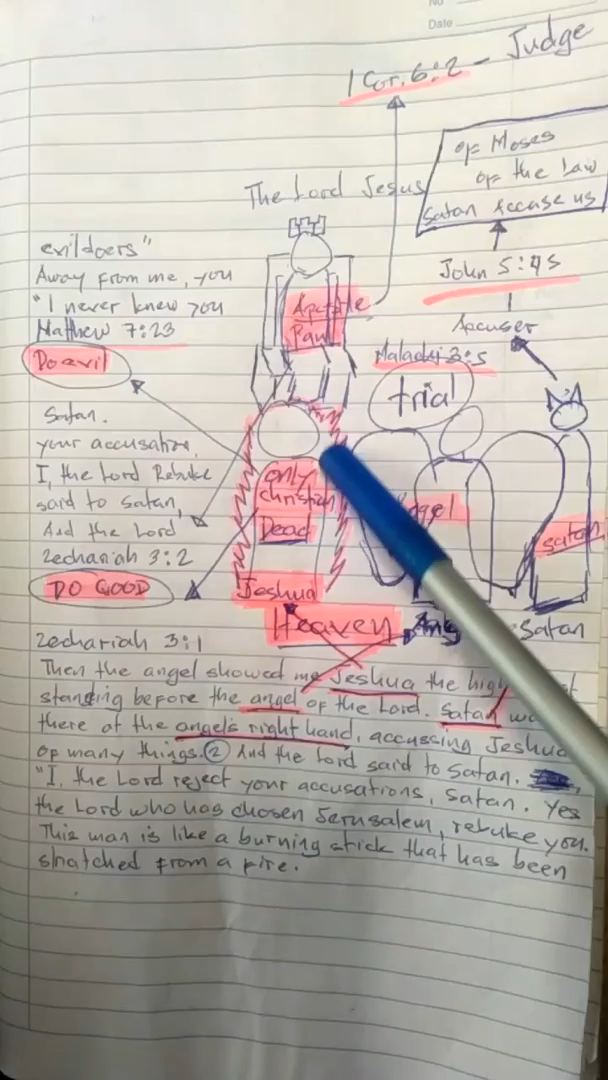 No
Date
1 Cor. 6:2 - Judge
of Moses
of the Law
Satan Accuse us
The Lord Jesus
John 5:45
Accuser
evildoers"
Away from me, you
"I never knew you
Matthew 7:23
Do evil
Apostle
Paul
Malachi 3:5
trial
Satan.
your accusation,
I, the Lord Rebuke
said to Satan,
And the Lord
Zechariah 3:2
DO GOOD
only
christian
Dead
Jeshua
satan
Heaven
Satan
Zechariah 3:1
Then the angel showed me Jeshua the high
standing before the angel of the Lord. Satan
there at the angel's right hand, accussing Jeshua
of many things. 2 And the Lord said to Satan.
"I, the Lord reject your accusations, Satan. Yes
the Lord who has chosen Jerusalem, rebuke you.
This man is like a burning stick that has been
snatched from a fire.